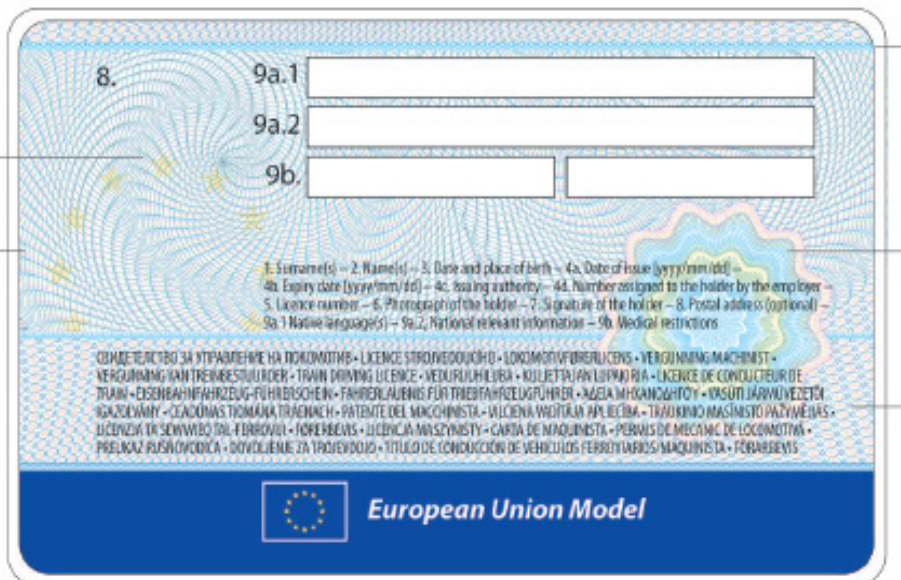 8.
9a.1
9a.2
9b.
1. Surname(s) – 2. Name(s) – 3. Date and place of birth – 4a. Date of issue (yyyy/mm/dd) –
4b. Expiry date (yyyy/mm/dd) – 4c. Issuing authority – 4d. Number assigned to the holder by the employer –
5. Licence number – 6. Photograph of the holder – 7. Signature of the holder – 8. Postal address (optional) –
9a.1 Native language(s) – 9a.2, National relevant information – 9b. Medical restrictions
СВИДЕТЕЛСТВО ЗА УПРАВЛЕНИЕ НА ЛОКОМОТИВ • LICENCE STROJVEDOUCÍHO • LOKOMOTIVFØRERLICENS • VERGUNNING MACHINIST •
VERGUNNING VAN TREINBESTUURDER • TRAIN DRIVING LICENCE • VEDURIJUHILUBA • KULJETTAJAN LUPAKIRJA • LICENCE DE CONDUCTEUR DE
TRAIN • EISENBAHNFAHRZEUG-FÜHRERSCHEIN • FAHRERLAUBNIS FÜR TRIEBFAHRZEUGFÜHRER • ΑΔΕΙΑ ΜΗΧΑΝΟΔΗΓΟΥ • VASÚTI JÁRMŰVEZETŐI
IGAZOLVÁNY • CEADÚNAS TIOMÁNA TRAENACH • PATENTE DEL MACCHINISTA • VILCIENA VADĪTĀJA APLIECĪBA • TRAUKINIO MAŠINISTO PAŽYMĖJIMAS •
LICENZJA TA' SEWWIEQ TAL-FERROVIJI • FØRERBEVIS • LICENCJA MASZYNISTY • CARTA DE MAQUINISTA • PERMIS DE MECANIC DE LOCOMOTIVĂ •
PREUKAZ RUŠŇOVODIČA • DOVOLJENJE ZA STROJEVODJO • TÍTULO DE CONDUCCIÓN DE VEHÍCULOS FERROVIARIOS/MAQUINISTA • FÖRARBEVIS
European Union Model